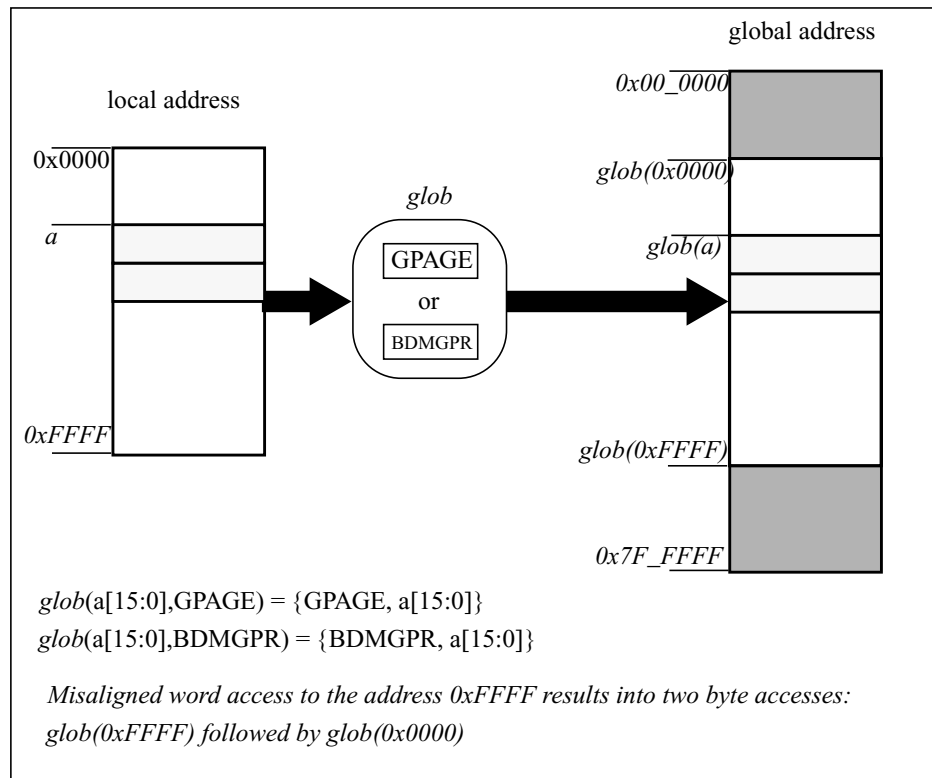 global address
0x00_0000
local address
0x0000
glob(0x0000)
glob
a
glob(a)
GPAGE
or
BDMGPR
0xFFFF
glob(0xFFFF)
0x7F_FFFF
glob(a[15:0],GPAGE) = {GPAGE, a[15:0]}
glob(a[15:0],BDMGPR) = {BDMGPR, a[15:0]}
Misaligned word access to the address 0xFFFF results into two byte accesses:
glob(0xFFFF) followed by glob(0x0000)